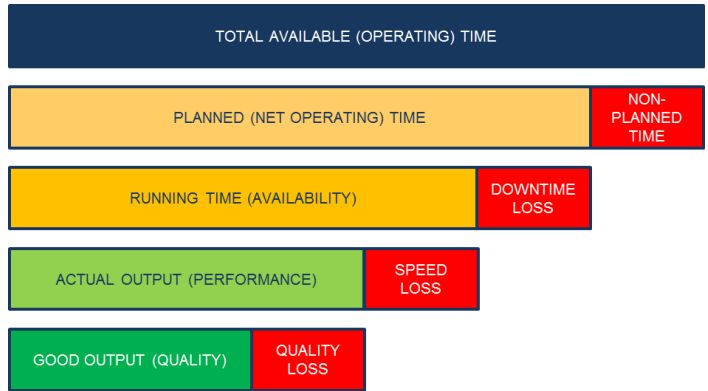 TOTAL AVAILABLE (OPERATING) TIME
PLANNED (NET OPERATING) TIME
NON-
PLANNED
TIME
RUNNING TIME (AVAILABILITY)
DOWNTIME
LOSS
ACTUAL OUTPUT (PERFORMANCE)
SPEED
LOSS
GOOD OUTPUT (QUALITY)
QUALITY
LOSS